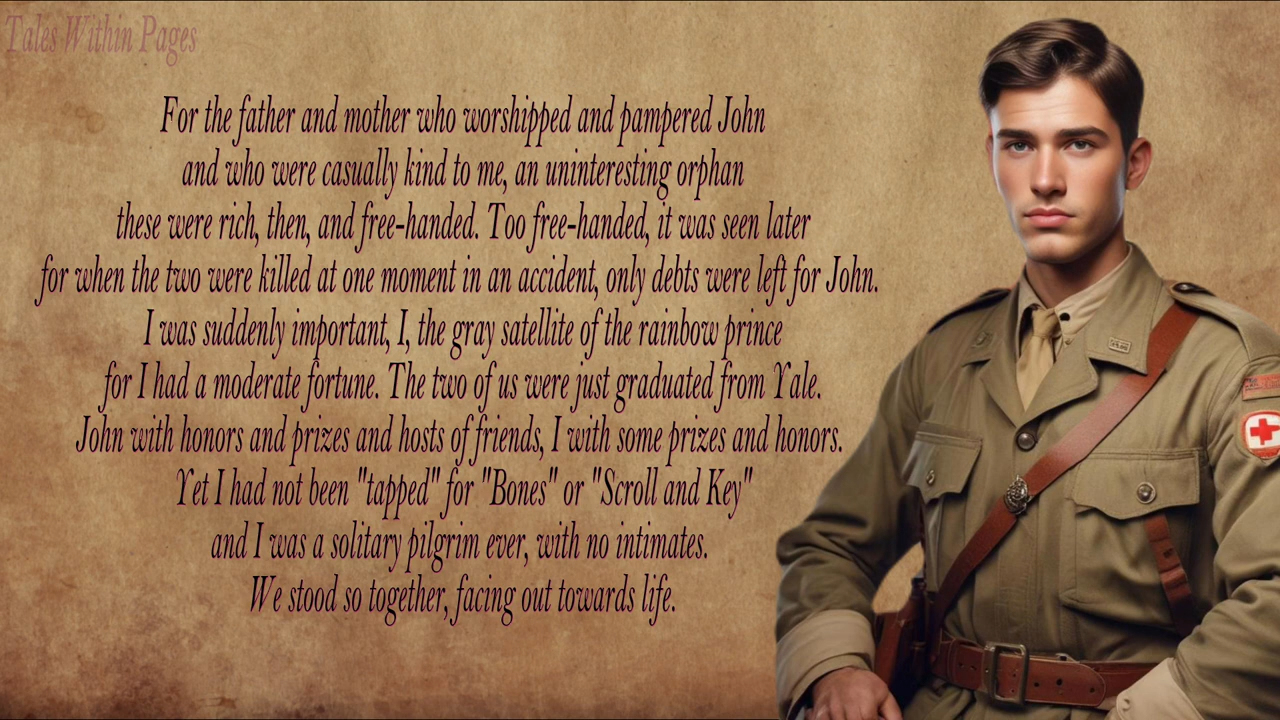 Tales Within Pages
For the father and mother who worshipped and pampered John
and who were casually kind to me, an uninteresting orphan
these were rich, then, and free-handed. Too free-handed, it was seen later
for when the two were killed at one moment in an accident, only debts were left for John.
I was suddenly important, I, the gray satellite of the rainbow prince
for I had a moderate fortune. The two of us were just graduated from Yale.
John with honors and prizes and hosts of friends, I with some prizes and honors.
Yet I had not been "tapped" for "Bones" or "Scroll and Key"
and I was a solitary pilgrim ever, with no intimates.
We stood so together, facing out towards life.